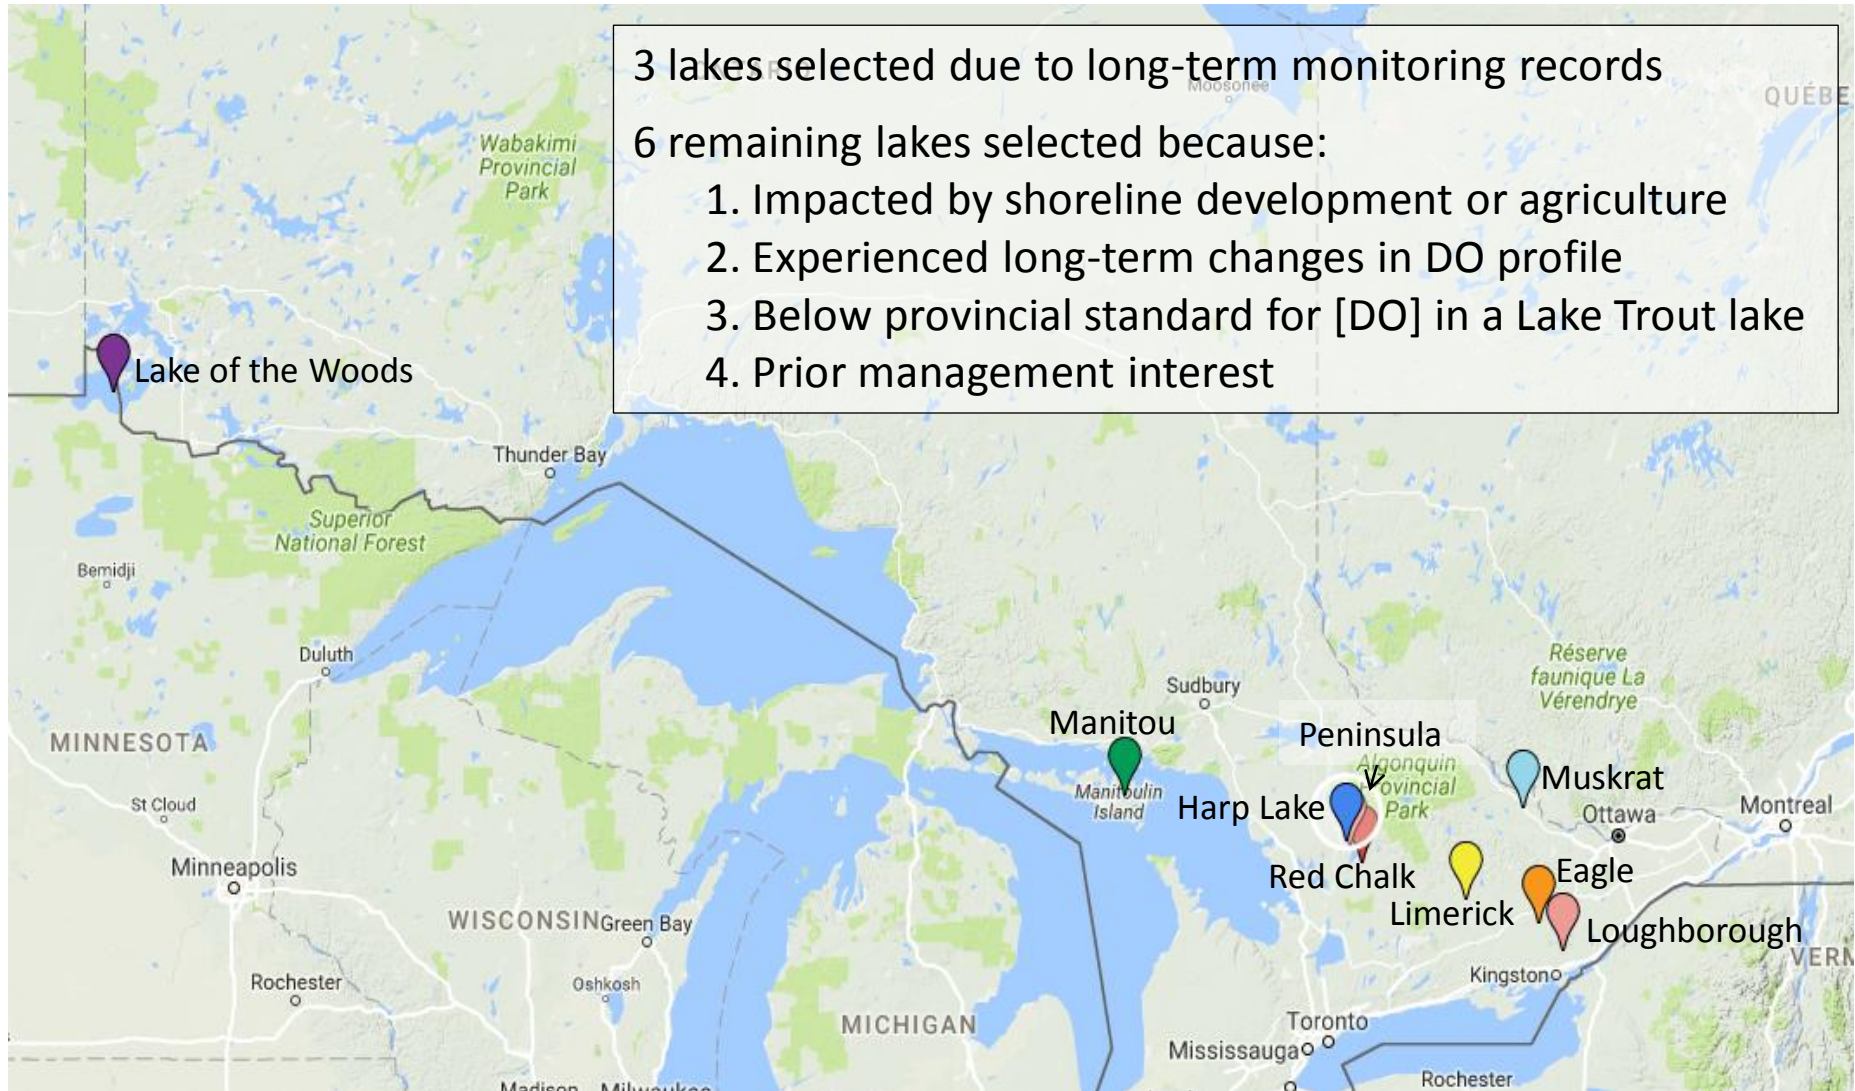 3 lakes selected due to long-term monitoring records
ONTARIO
Moosonee
QUÉBE
6 remaining lakes selected because:
1. Impacted by shoreline development or agriculture
2. Experienced long-term changes in DO profile
3. Below provincial standard for [DO] in a Lake Trout lake
4. Prior management interest
Wabakimi
Provincial
Park
Lake of the Woods
Thunder Bay
Superior
National Forest
Bemidji
Duluth
Réserve
faunique La
Vérendrye
Sudbury
MINNESOTA
Manitou
Peninsula
Algonquin
Provincial
Park
Manitoulin
Island
Harp Lake
Muskrat
St Cloud
Ottawa
Montreal
Minneapolis
Red Chalk
Eagle
Limerick
Loughborough
WISCONSIN
Green Bay
VERM
Rochester
Oshkosh
Kingston
MICHIGAN
Toronto
Mississauga
Madison
Milwaukee
Rochester